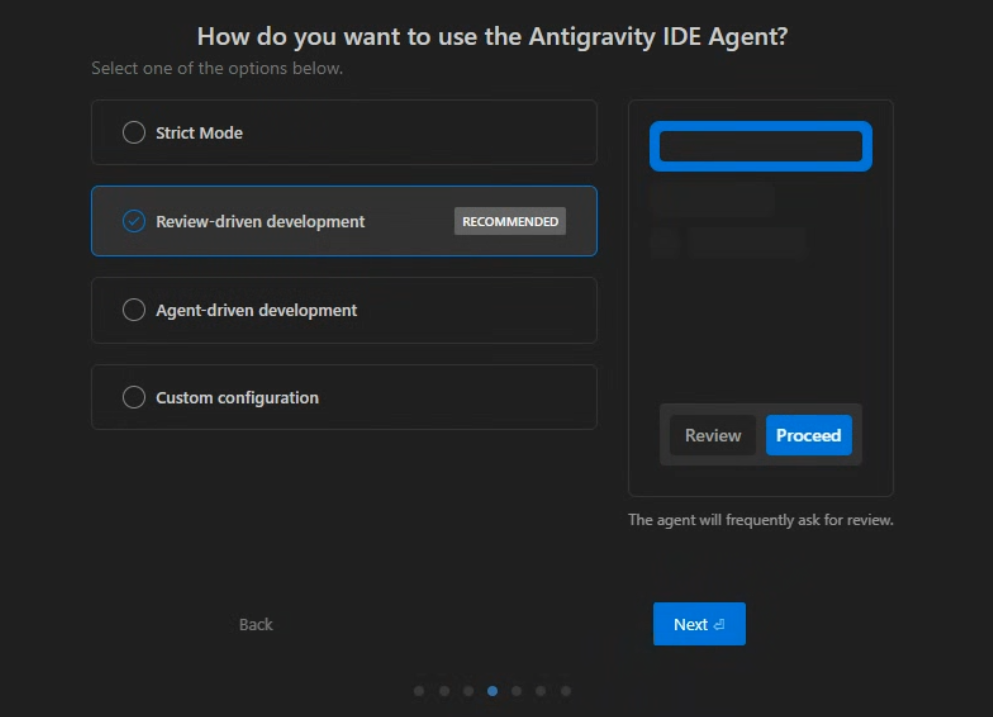 How do you want to use the Antigravity IDE Agent?
Select one of the options below.
Strict Mode
Review-driven development
RECOMMENDED
Agent-driven development
Custom configuration
Review
Proceed
The agent will frequently ask for review.
Back
Next ⏎